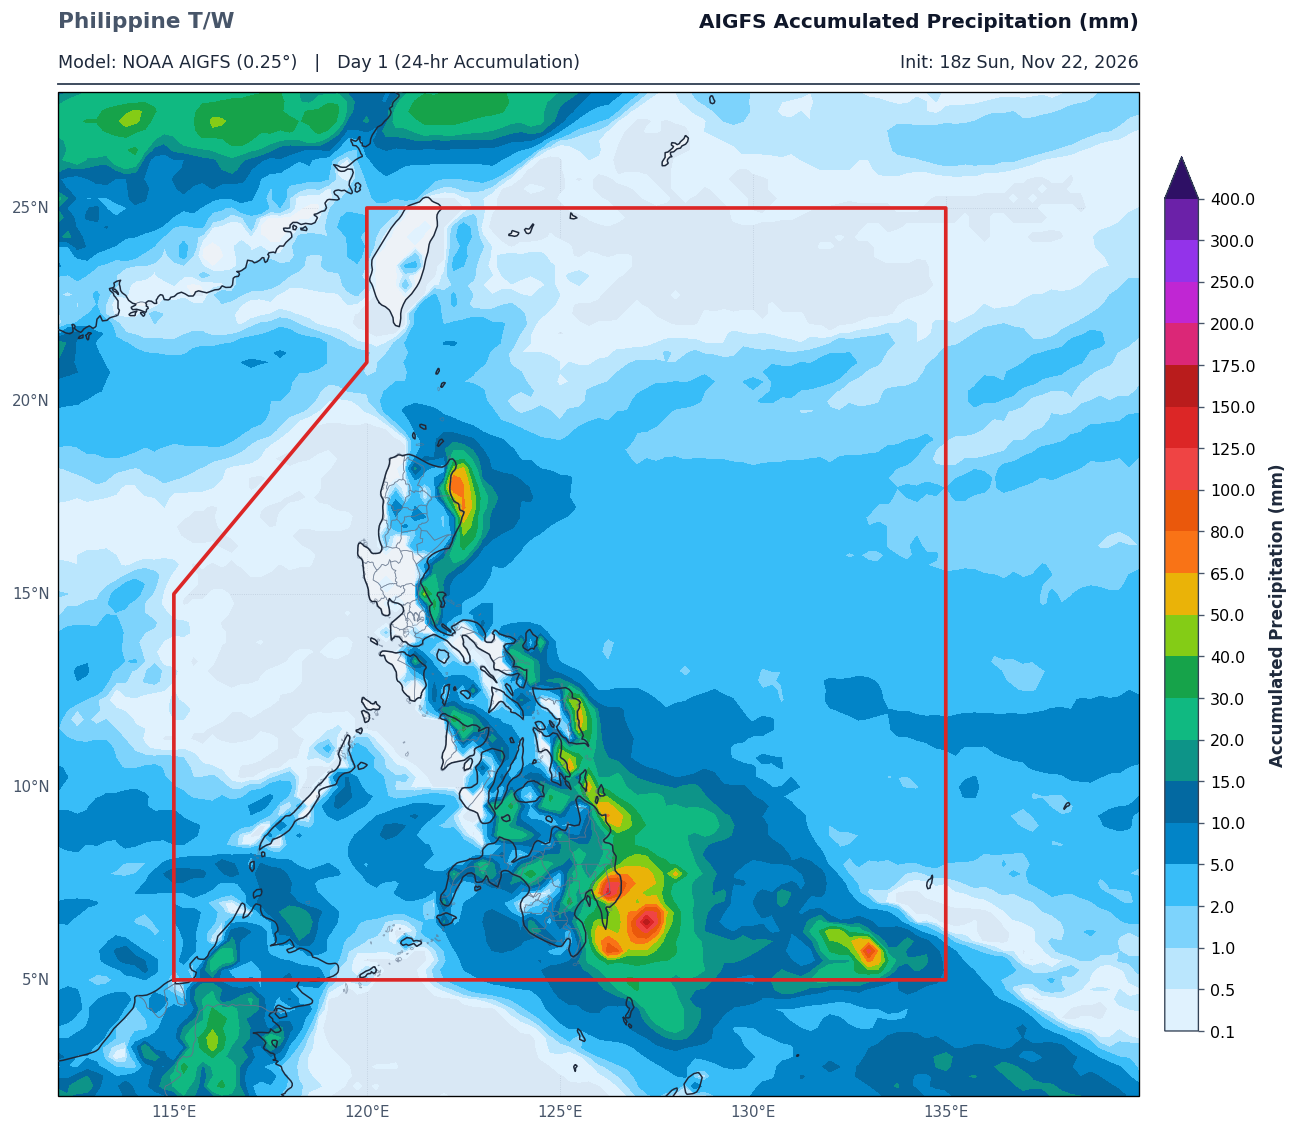 Philippine T/W
AIGFS Accumulated Precipitation (mm)
Model: NOAA AIGFS (0.25°) | Day 1 (24-hr Accumulation)
Init: 18z Sun, Nov 22, 2026
25°N
20°N
15°N
10°N
5°N
115°E
120°E
125°E
130°E
135°E
400.0
300.0
250.0
200.0
175.0
150.0
125.0
100.0
80.0
65.0
50.0
40.0
30.0
20.0
15.0
10.0
5.0
2.0
1.0
0.5
0.1
Accumulated Precipitation (mm)